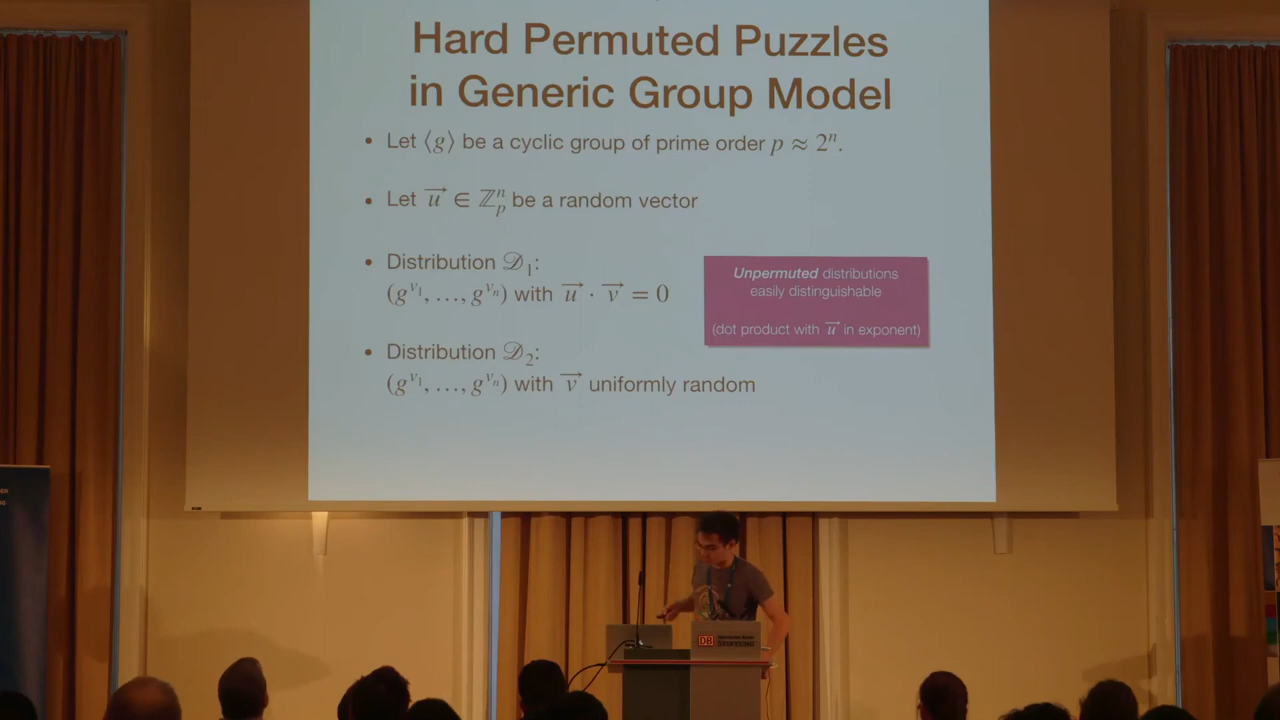 Hard Permuted Puzzles
in Generic Group Model
• Let ⟨g⟩ be a cyclic group of prime order p ≈ 2ⁿ.
• Let u⃗ ∈ ℤₚⁿ be a random vector
• Distribution 𝒟₁:
(g^{v₁}, …, g^{vₙ}) with u⃗ · v⃗ = 0
Unpermuted distributions
easily distinguishable
(dot product with u⃗ in exponent)
• Distribution 𝒟₂:
(g^{v₁}, …, g^{vₙ}) with v⃗ uniformly random
DB